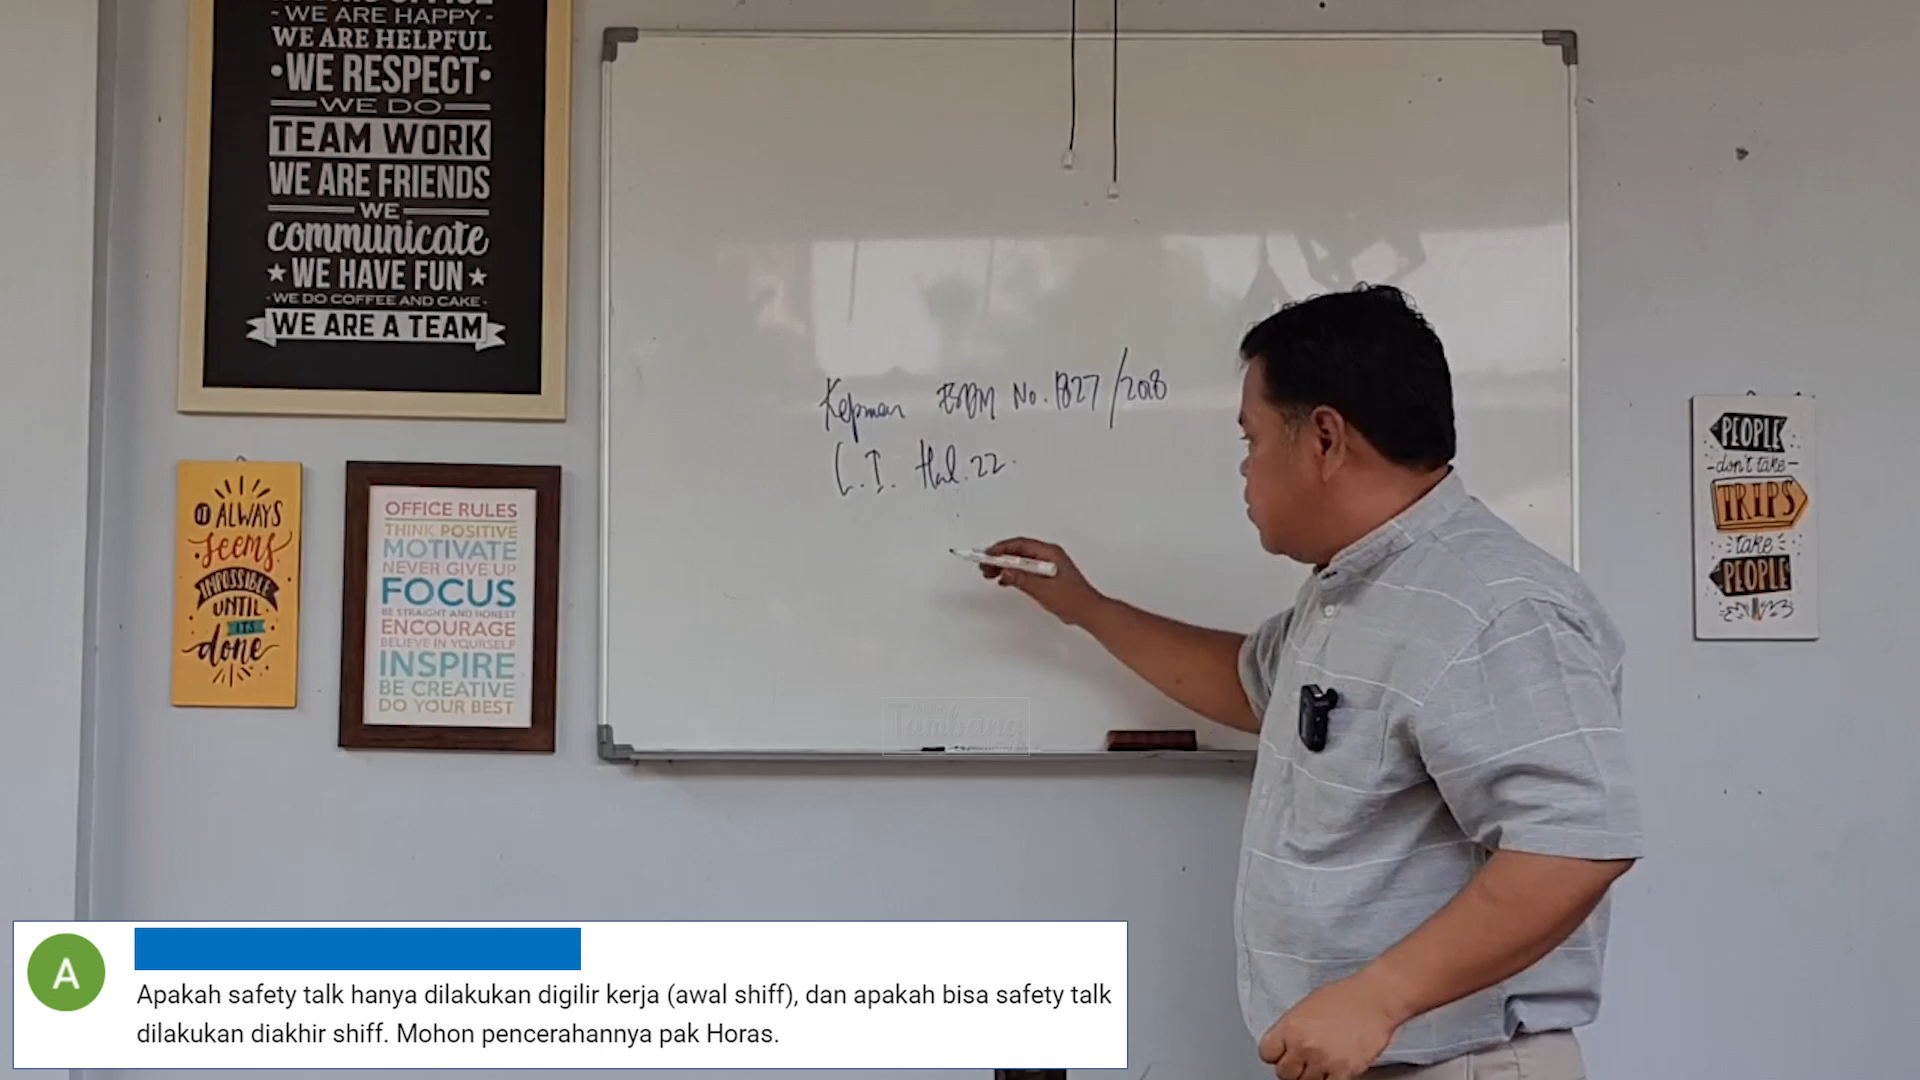 - WE ARE HAPPY -
WE ARE HELPFUL
•WE RESPECT•
WE DO
TEAM WORK
WE ARE FRIENDS
WE
communicate
★ WE HAVE FUN ★
- WE DO COFFEE AND CAKE -
WE ARE A TEAM
IT ALWAYS
seems
IMPOSSIBLE
UNTIL
IT'S
done
OFFICE RULES
THINK POSITIVE
MOTIVATE
NEVER GIVE UP
FOCUS
BE STRAIGHT AND HONEST
ENCOURAGE
BELIEVE IN YOURSELF
INSPIRE
BE CREATIVE
DO YOUR BEST
Kepman ESDM No. 1827/2018
L.I. Hal. 22.
Tambang
PEOPLE
-don't take-
TRIPS
take
PEOPLE
A
Apakah safety talk hanya dilakukan digilir kerja (awal shiff), dan apakah bisa safety talk
dilakukan diakhir shiff. Mohon pencerahannya pak Horas.